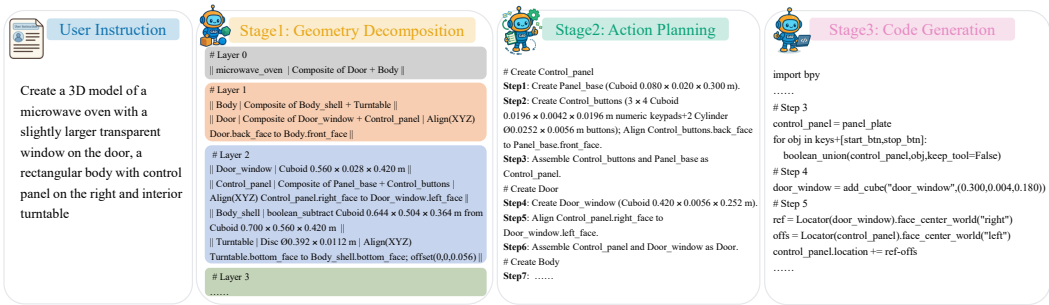 User Instruction
Create a 3D model of a
microwave oven with a
slightly larger transparent
window on the door, a
rectangular body with control
panel on the right and interior
turntable
Stage1: Geometry Decomposition
# Layer 0
|| microwave_oven | Composite of Door + Body ||
# Layer 1
|| Body | Composite of Body_shell + Turntable ||
|| Door | Composite of Door_window + Control_panel | Align(XYZ)
Door.back_face to Body.front_face ||
# Layer 2
|| Door_window | Cuboid 0.560 × 0.028 × 0.420 m ||
|| Control_panel | Composite of Panel_base + Control_buttons |
Align(XYZ) Control_panel.right_face to Door_window.left_face ||
|| Body_shell | boolean_subtract Cuboid 0.644 × 0.504 × 0.364 m from
Cuboid 0.700 × 0.560 × 0.420 m ||
|| Turntable | Disc Ø0.392 × 0.0112 m | Align(XYZ)
Turntable.bottom_face to Body_shell.bottom_face; offset(0,0,0.056) ||
# Layer 3
......
Stage2: Action Planning
# Create Control_panel
Step1: Create Panel_base (Cuboid 0.080 × 0.020 × 0.300 m).
Step2: Create Control_buttons (3 × 4 Cuboid
0.0196 × 0.0042 × 0.0196 m numeric keypads+2 Cylinder
Ø0.0252 × 0.0056 m buttons); Align Control_buttons.back_face
to Panel_base.front_face.
Step3: Assemble Control_buttons and Panel_base as
Control_panel.
# Create Door
Step4: Create Door_window (Cuboid 0.420 × 0.0056 × 0.252 m).
Step5: Align Control_panel.right_face to
Door_window.left_face.
Step6: Assemble Control_panel and Door_window as Door.
# Create Body
Step7: ......
Stage3: Code Generation
import bpy
......
# Step 3
control_panel = panel_plate
for obj in keys+[start_btn,stop_btn]:
boolean_union(control_panel,obj,keep_tool=False)
# Step 4
door_window = add_cube("door_window",(0.300,0.004,0.180))
# Step 5
ref = Locator(door_window).face_center_world("right")
offs = Locator(control_panel).face_center_world("left")
control_panel.location += ref-offs
......